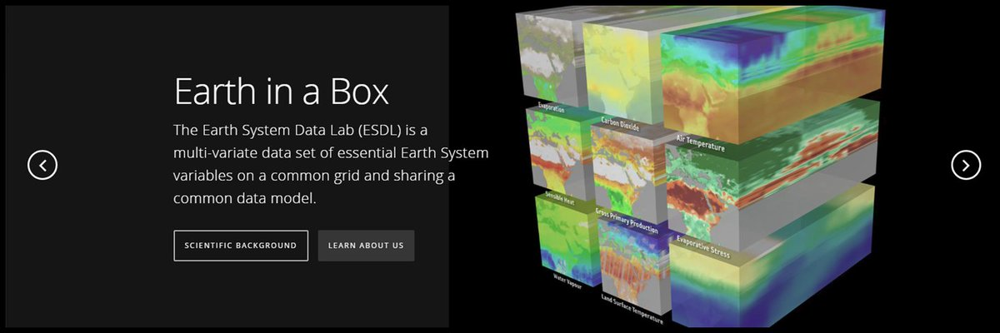 Earth in a Box
The Earth System Data Lab (ESDL) is a
multi-variate data set of essential Earth System
variables on a common grid and sharing a
common data model.
SCIENTIFIC BACKGROUND
LEARN ABOUT US
Evaporation
Carbon Dioxide
Air Temperature
Sensible Heat
Gross Primary Production
Evaporative Stress
Water Vapour
Land Surface Temperature